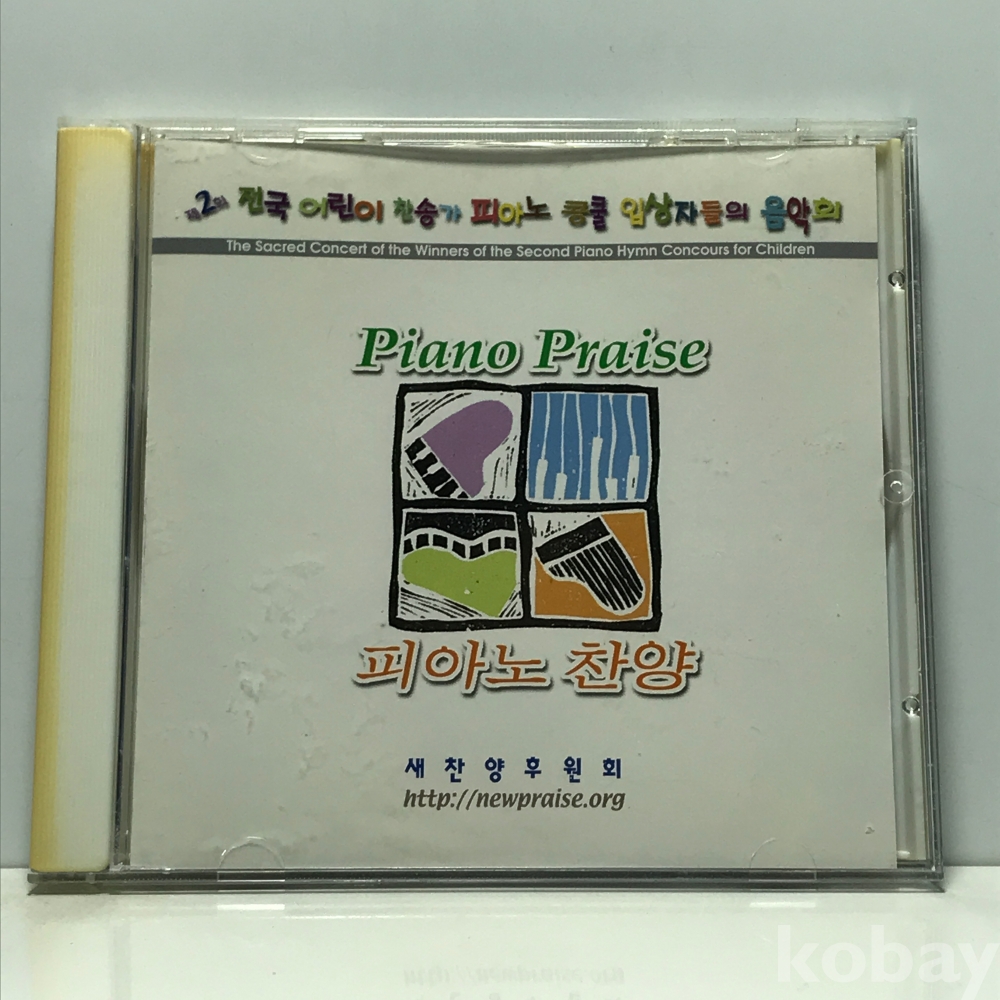 제2회 전국 어린이 찬송가 피아노 콩쿨 입상자들의 음악회
The Sacred Concert of the Winners of the Second Piano Hymn Concours for Children
Piano Praise
피아노 찬양
새찬양후원회
http://newpraise.org
kobay